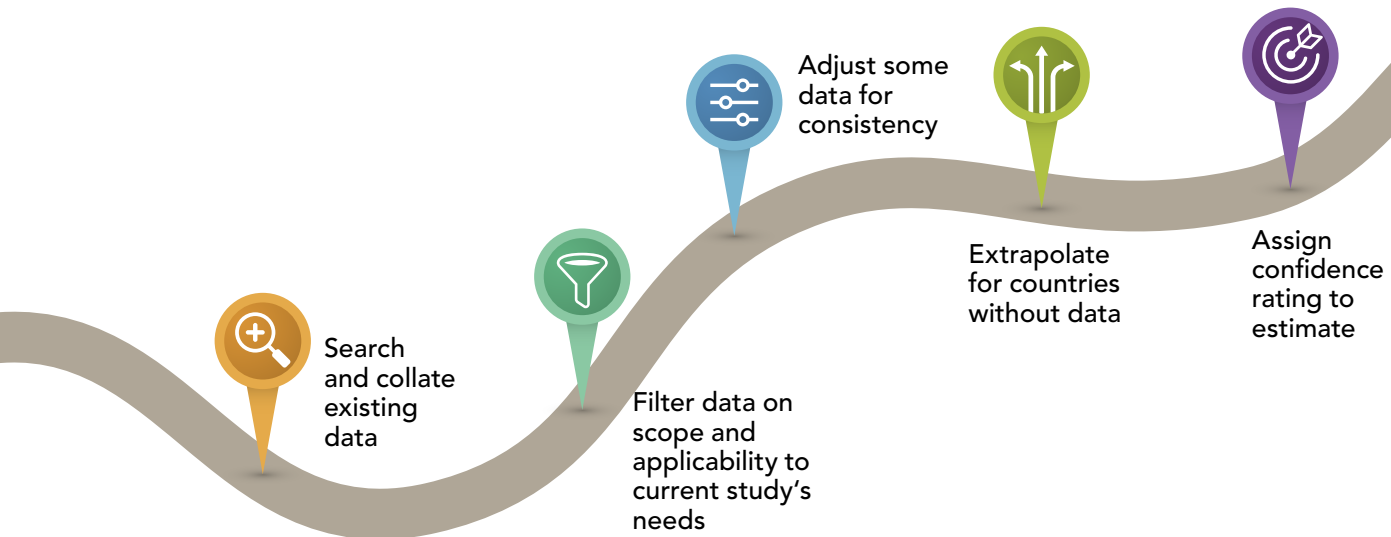 Search
and collate
existing
data
Filter data on
scope and
applicability to
current study's
needs
Adjust some
data for
consistency
Extrapolate
for countries
without data
Assign
confidence
rating to
estimate